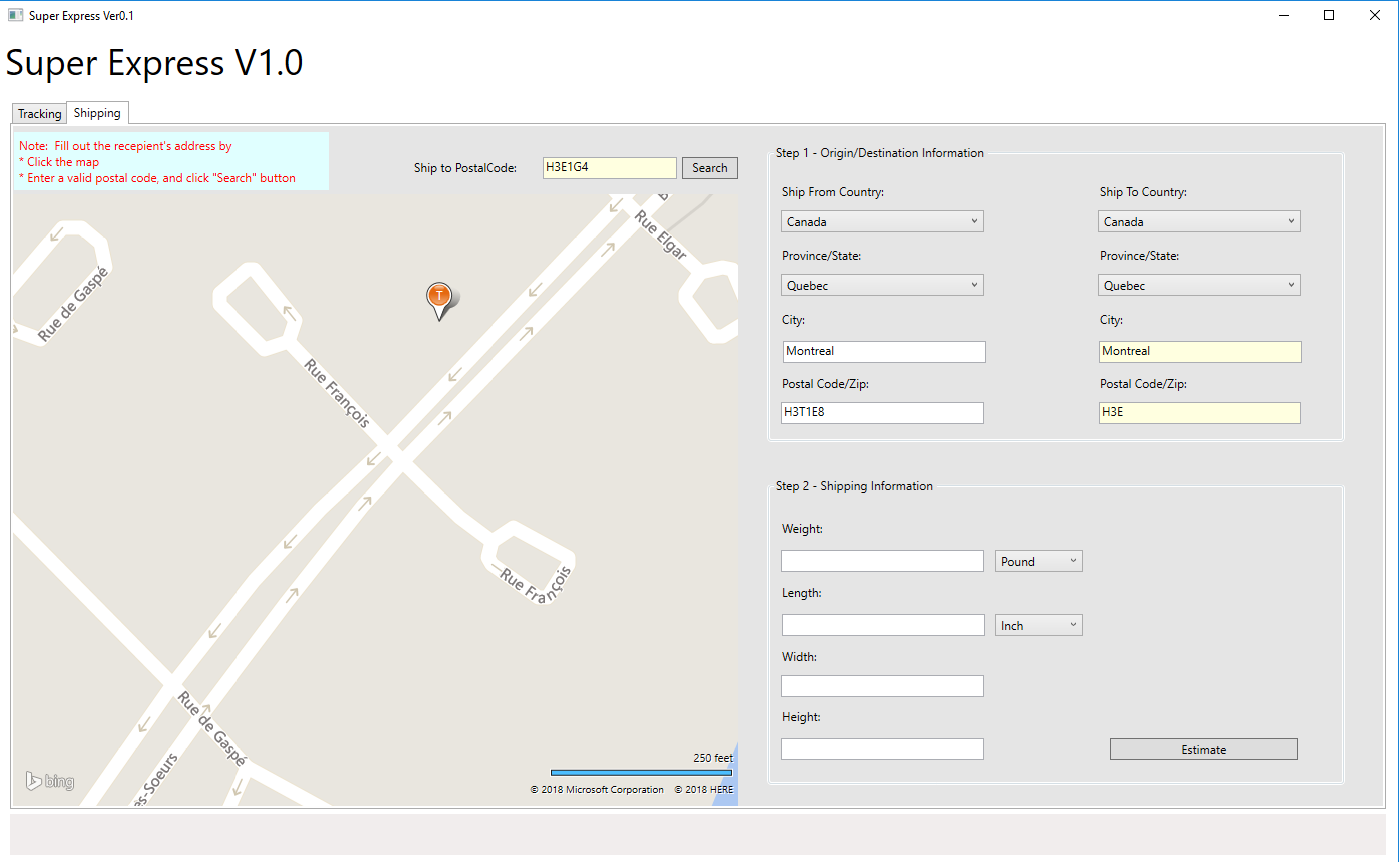 Super Express Ver0.1
Super Express V1.0
Tracking
Shipping
Note:  Fill out the recepient's address by
* Click the map
* Enter a valid postal code, and click "Search" button
Ship to PostalCode:
H3E1G4
Search
Rue Elgar
Rue de Gaspé
T
Rue François
Rue François
Rue de Gaspé
es-Soeurs
250 feet
bing
© 2018 Microsoft Corporation
© 2018 HERE
Step 1 - Origin/Destination Information
Ship From Country:
Ship To Country:
Canada
Canada
Province/State:
Province/State:
Quebec
Quebec
City:
City:
Montreal
Montreal
Postal Code/Zip:
Postal Code/Zip:
H3T1E8
H3E
Step 2 - Shipping Information
Weight:
Pound
Length:
Inch
Width:
Height:
Estimate